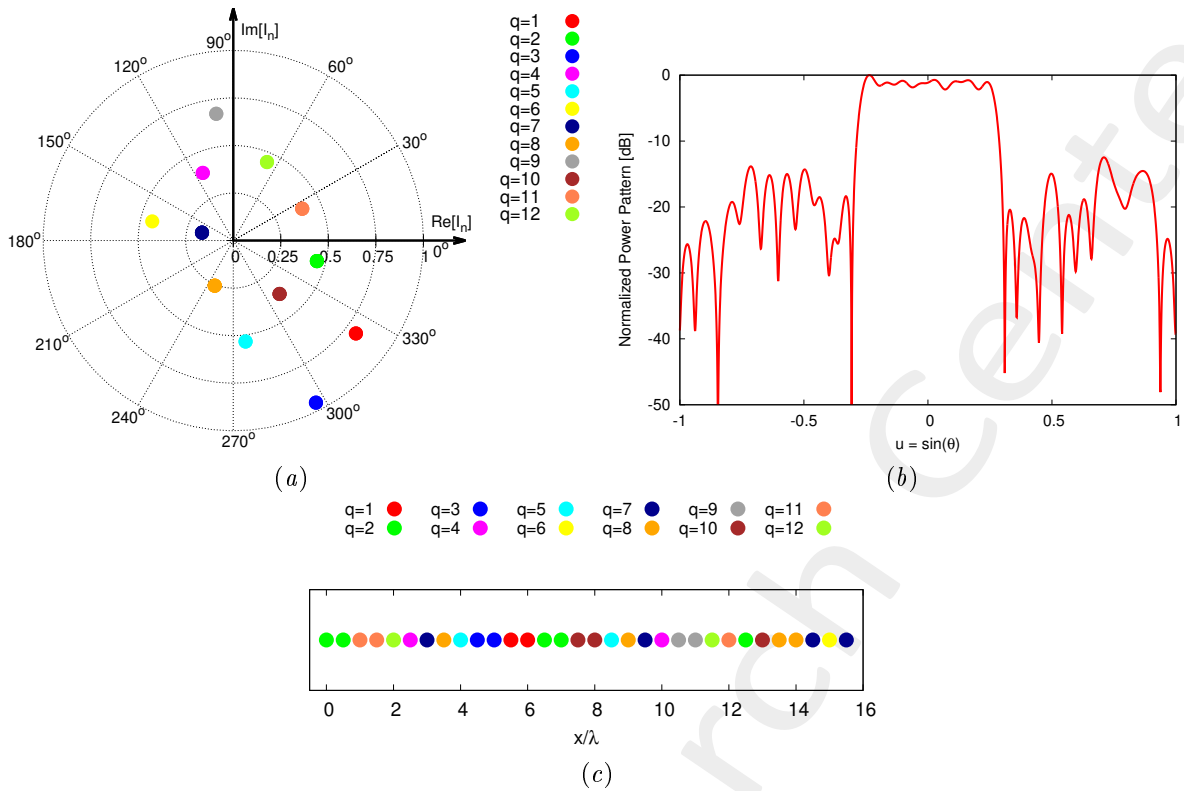 Im[I_n]
90°
120°
60°
150°
30°
Re[I_n]
180°
0 0.25 0.5 0.75 1
0°
210°
330°
240°
300°
270°
q=1
q=2
q=3
q=4
q=5
q=6
q=7
q=8
q=9
q=10
q=11
q=12
(a)
Normalized Power Pattern [dB]
0
-10
-20
-30
-40
-50
-1 -0.5 0 0.5 1
u = sin(θ)
(b)
q=1 q=3 q=5 q=7 q=9 q=11
q=2 q=4 q=6 q=8 q=10 q=12
0 2 4 6 8 10 12 14 16
x/λ
(c)
rch Cente